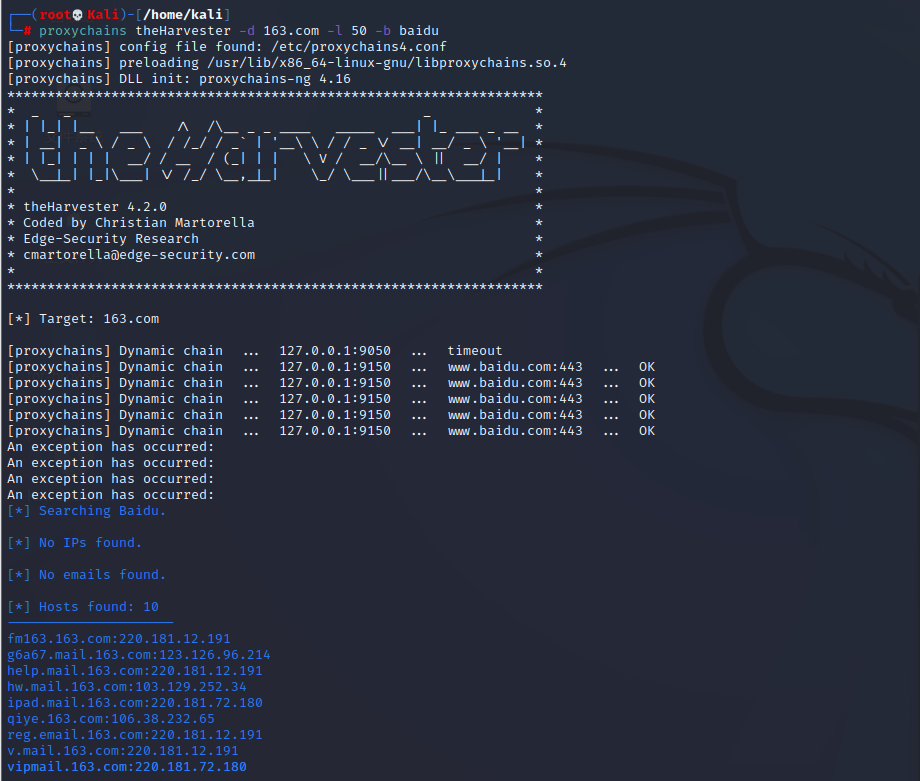 ┌──(root💀Kali)-[/home/kali]
└─# proxychains theHarvester -d 163.com -l 50 -b baidu
[proxychains] config file found: /etc/proxychains4.conf
[proxychains] preloading /usr/lib/x86_64-linux-gnu/libproxychains.so.4
[proxychains] DLL init: proxychains-ng 4.16
*******************************************************************
*  _   _                                            _             *
* | |_| |__   ___    /\  /\__ _ _ ____   _____  ___| |_ ___ _ __  *
* | __|  _ \ / _ \  / /_/ / _` | '__\ \ / / _ \/ __| __/ _ \ '__| *
* | |_| | | |  __/ / __  / (_| | |   \ V /  __/\__ \ ||  __/ |    *
*  \__|_| |_|\___| \/ /_/ \__,_|_|    \_/ \___||___/\__\___|_|    *
*                                                                 *
* theHarvester 4.2.0                                              *
* Coded by Christian Martorella                                   *
* Edge-Security Research                                          *
* cmartorella@edge-security.com                                   *
*                                                                 *
*******************************************************************
[*] Target: 163.com
[proxychains] Dynamic chain  ...  127.0.0.1:9050  ...  timeout
[proxychains] Dynamic chain  ...  127.0.0.1:9150  ...  www.baidu.com:443  ...  OK
[proxychains] Dynamic chain  ...  127.0.0.1:9150  ...  www.baidu.com:443  ...  OK
[proxychains] Dynamic chain  ...  127.0.0.1:9150  ...  www.baidu.com:443  ...  OK
[proxychains] Dynamic chain  ...  127.0.0.1:9150  ...  www.baidu.com:443  ...  OK
[proxychains] Dynamic chain  ...  127.0.0.1:9150  ...  www.baidu.com:443  ...  OK
An exception has occurred:
An exception has occurred:
An exception has occurred:
An exception has occurred:
[*] Searching Baidu.
[*] No IPs found.
[*] No emails found.
[*] Hosts found: 10
---------------------
fm163.163.com:220.181.12.191
g6a67.mail.163.com:123.126.96.214
help.mail.163.com:220.181.12.191
hw.mail.163.com:103.129.252.34
ipad.mail.163.com:220.181.72.180
qiye.163.com:106.38.232.65
reg.email.163.com:220.181.12.191
v.mail.163.com:220.181.12.191
vipmail.163.com:220.181.72.180